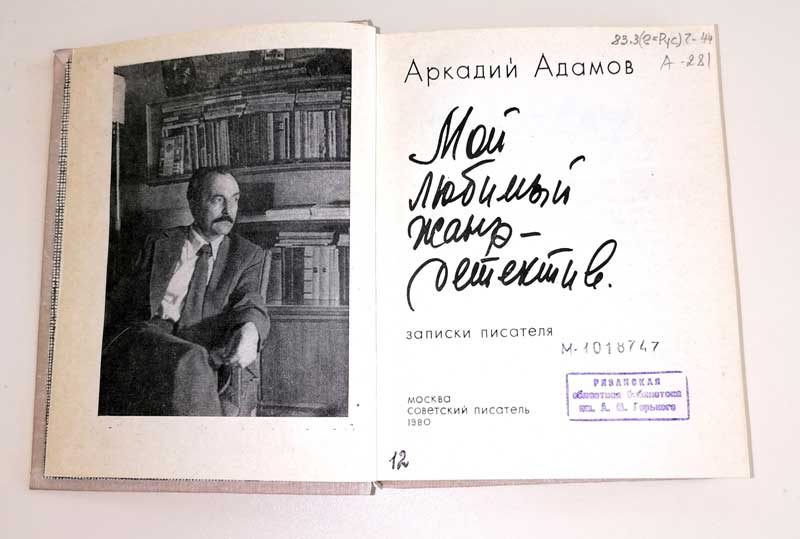 83.3(2=Рус)7-44
А-281
Аркадий Адамов
Мой
любимый
жанр —
детектив.
записки писателя
М-1018747
РЯЗАНСКАЯ
областная библиотека
им. А. М. Горького
москва
советский писатель
1980
12